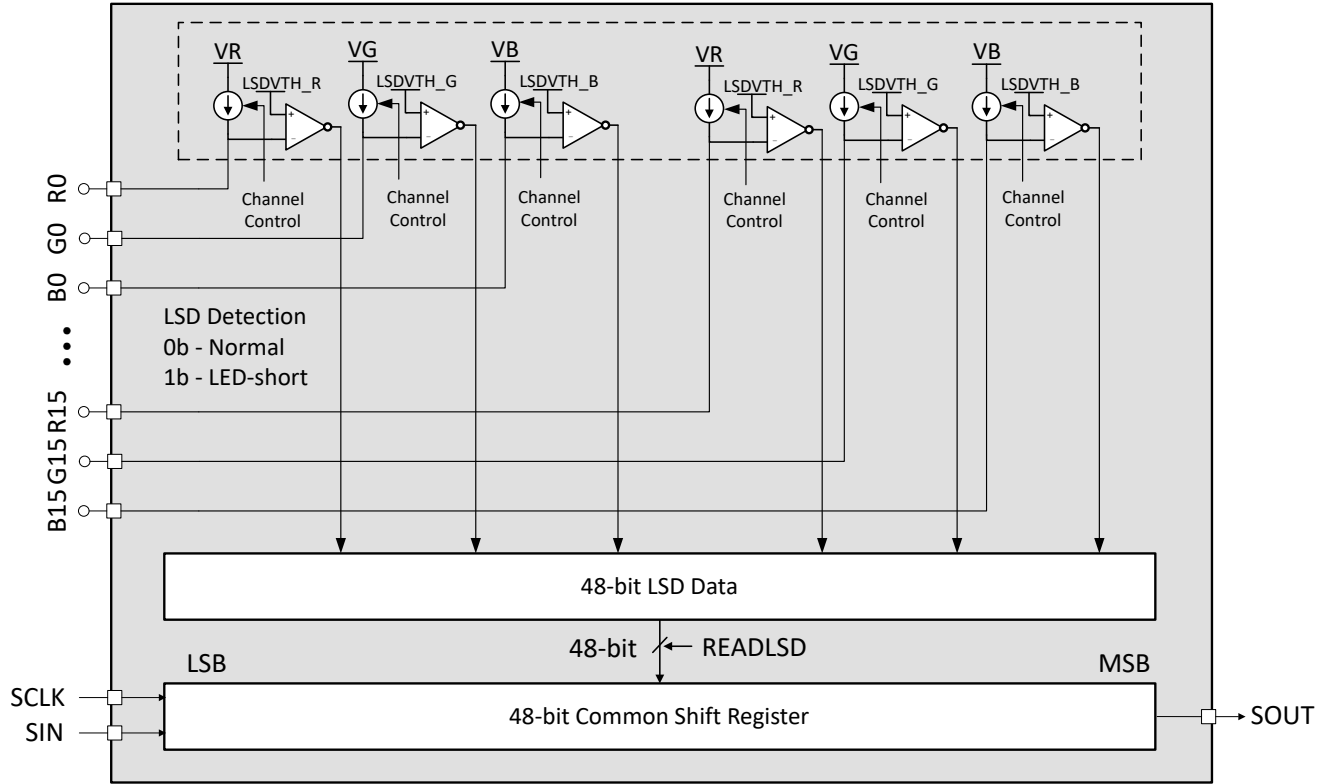 VR
VG
VB
VR
VG
VB
LSDVTH_R
LSDVTH_G
LSDVTH_B
LSDVTH_R
LSDVTH_G
LSDVTH_B
+
−
+
−
+
−
+
−
+
−
+
−
Channel
Control
Channel
Control
Channel
Control
Channel
Control
Channel
Control
Channel
Control
R0
G0
B0
LSD Detection
0b - Normal
1b - LED-short
R15
G15
B15
48-bit LSD Data
48-bit
READLSD
LSB
MSB
SCLK
SIN
48-bit Common Shift Register
SOUT